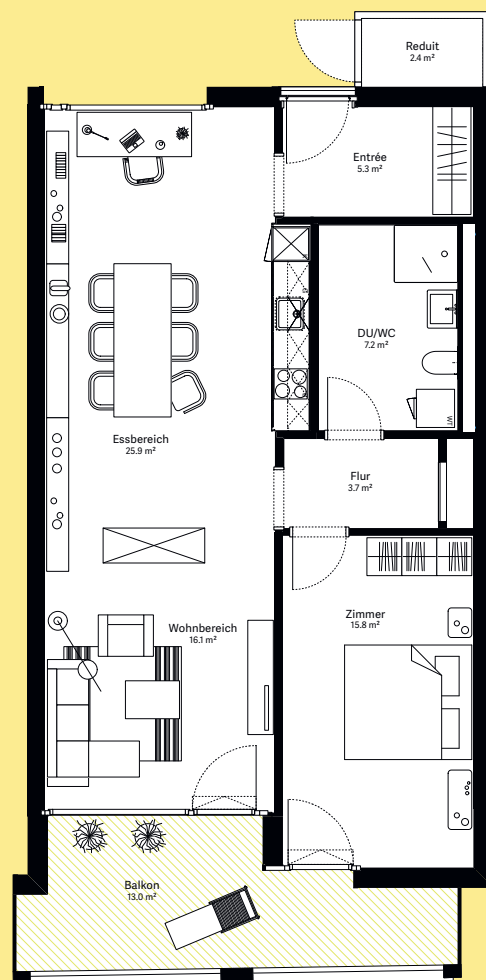 Reduit
2.4 m²
Entrée
5.3 m²
DU/WC
7.2 m²
WT
Essbereich
25.9 m²
Flur
3.7 m²
Wohnbereich
16.1 m²
Zimmer
15.8 m²
Balkon
13.0 m²